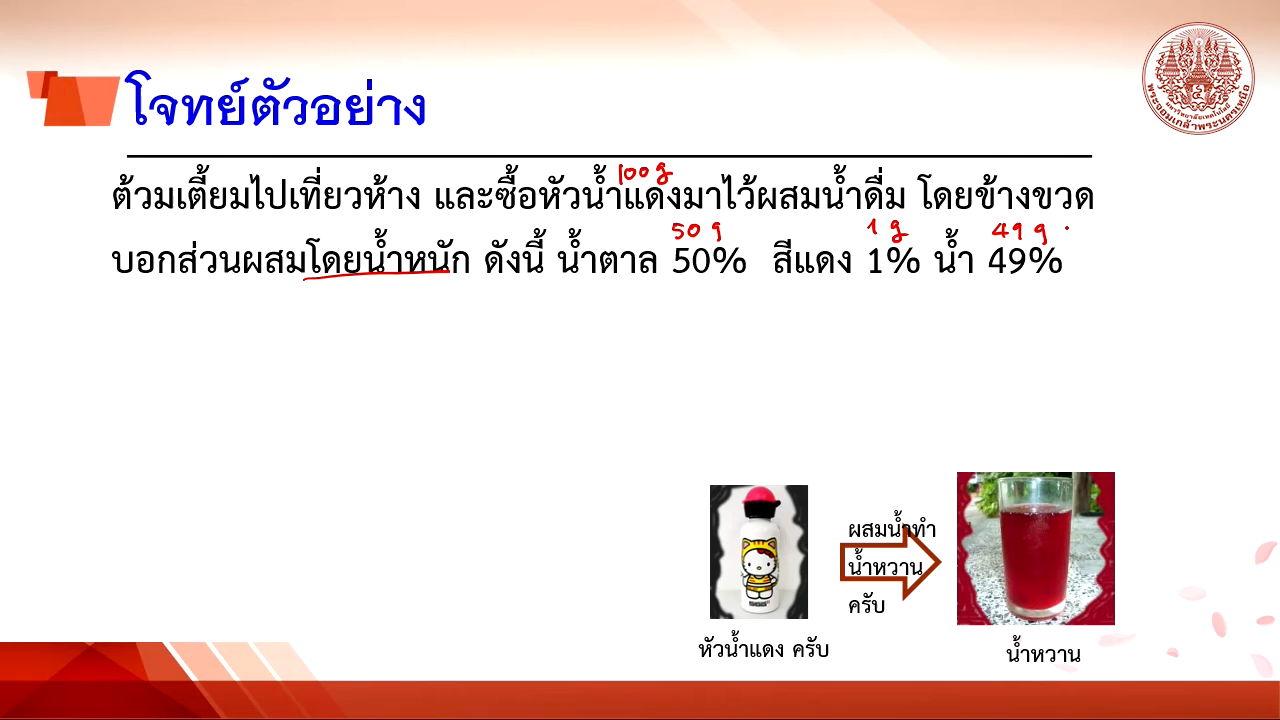 โจทย์ตัวอย่าง
100 g
ต้วมเตี้ยมไปเที่ยวห้าง และซื้อหัวน้ำแดงมาไว้ผสมน้ำดื่ม โดยข้างขวด
50 g 1 g 49 g
บอกส่วนผสมโดยน้ำหนัก ดังนี้ น้ำตาล 50% สีแดง 1% น้ำ 49%
ผสมน้ำทำ
น้ำหวาน
ครับ
หัวน้ำแดง ครับ
น้ำหวาน